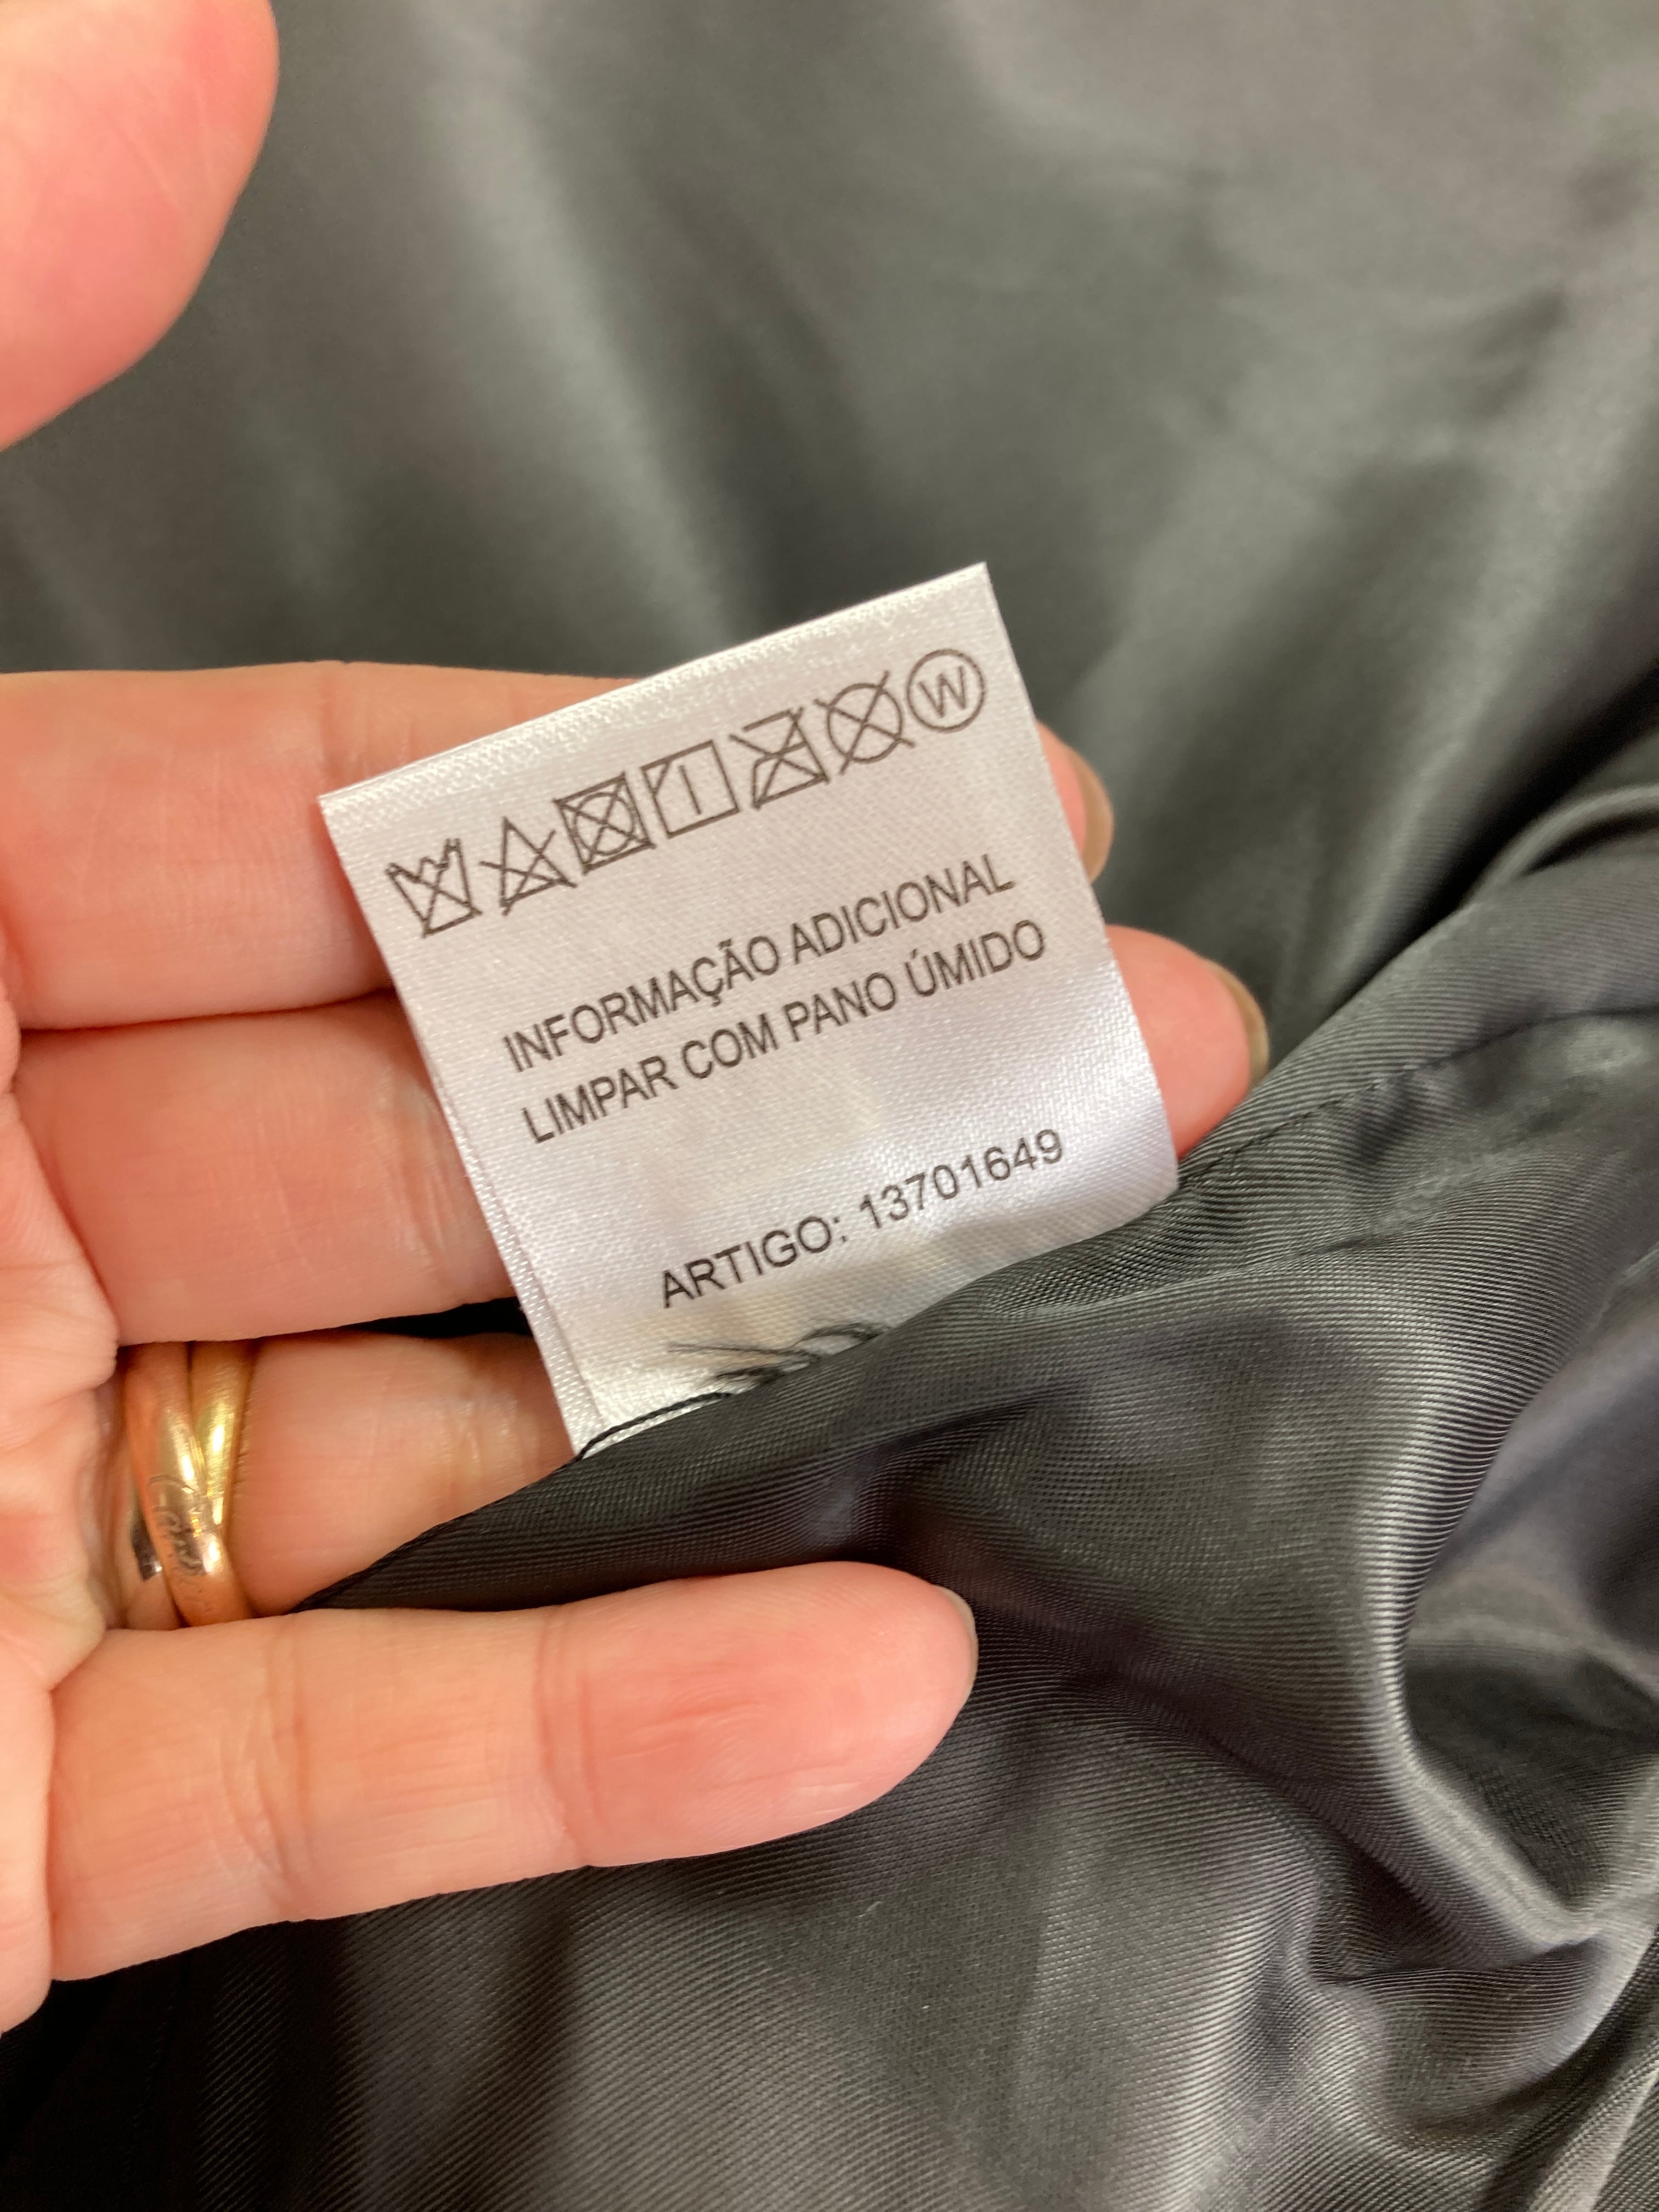 W
INFORMAÇÃO ADICIONAL
LIMPAR COM PANO ÚMIDO
ARTIGO: 13701649